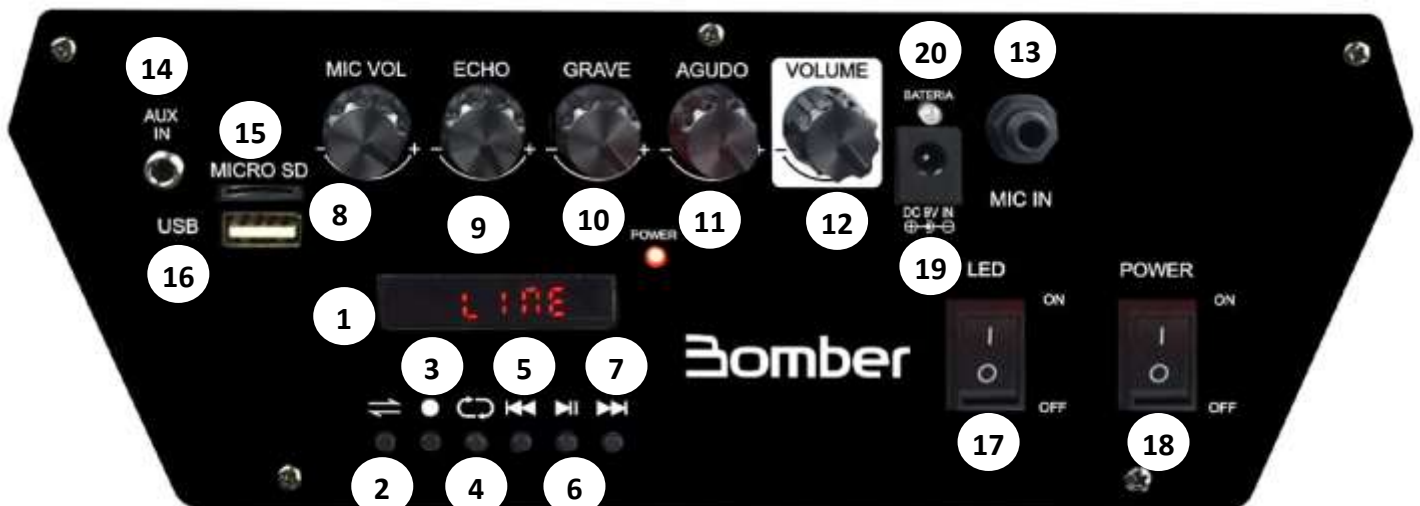 14
20
13
MIC VOL
ECHO
GRAVE
AGUDO
VOLUME
BATERIA
AUX
IN
15
MICRO SD
MIC IN
USB
8
9
10
11
12
DC 9V IN
POWER
16
19
LED
POWER
1
LINE
ON
ON
Bomber
3
5
7
OFF
OFF
17
18
2
4
6